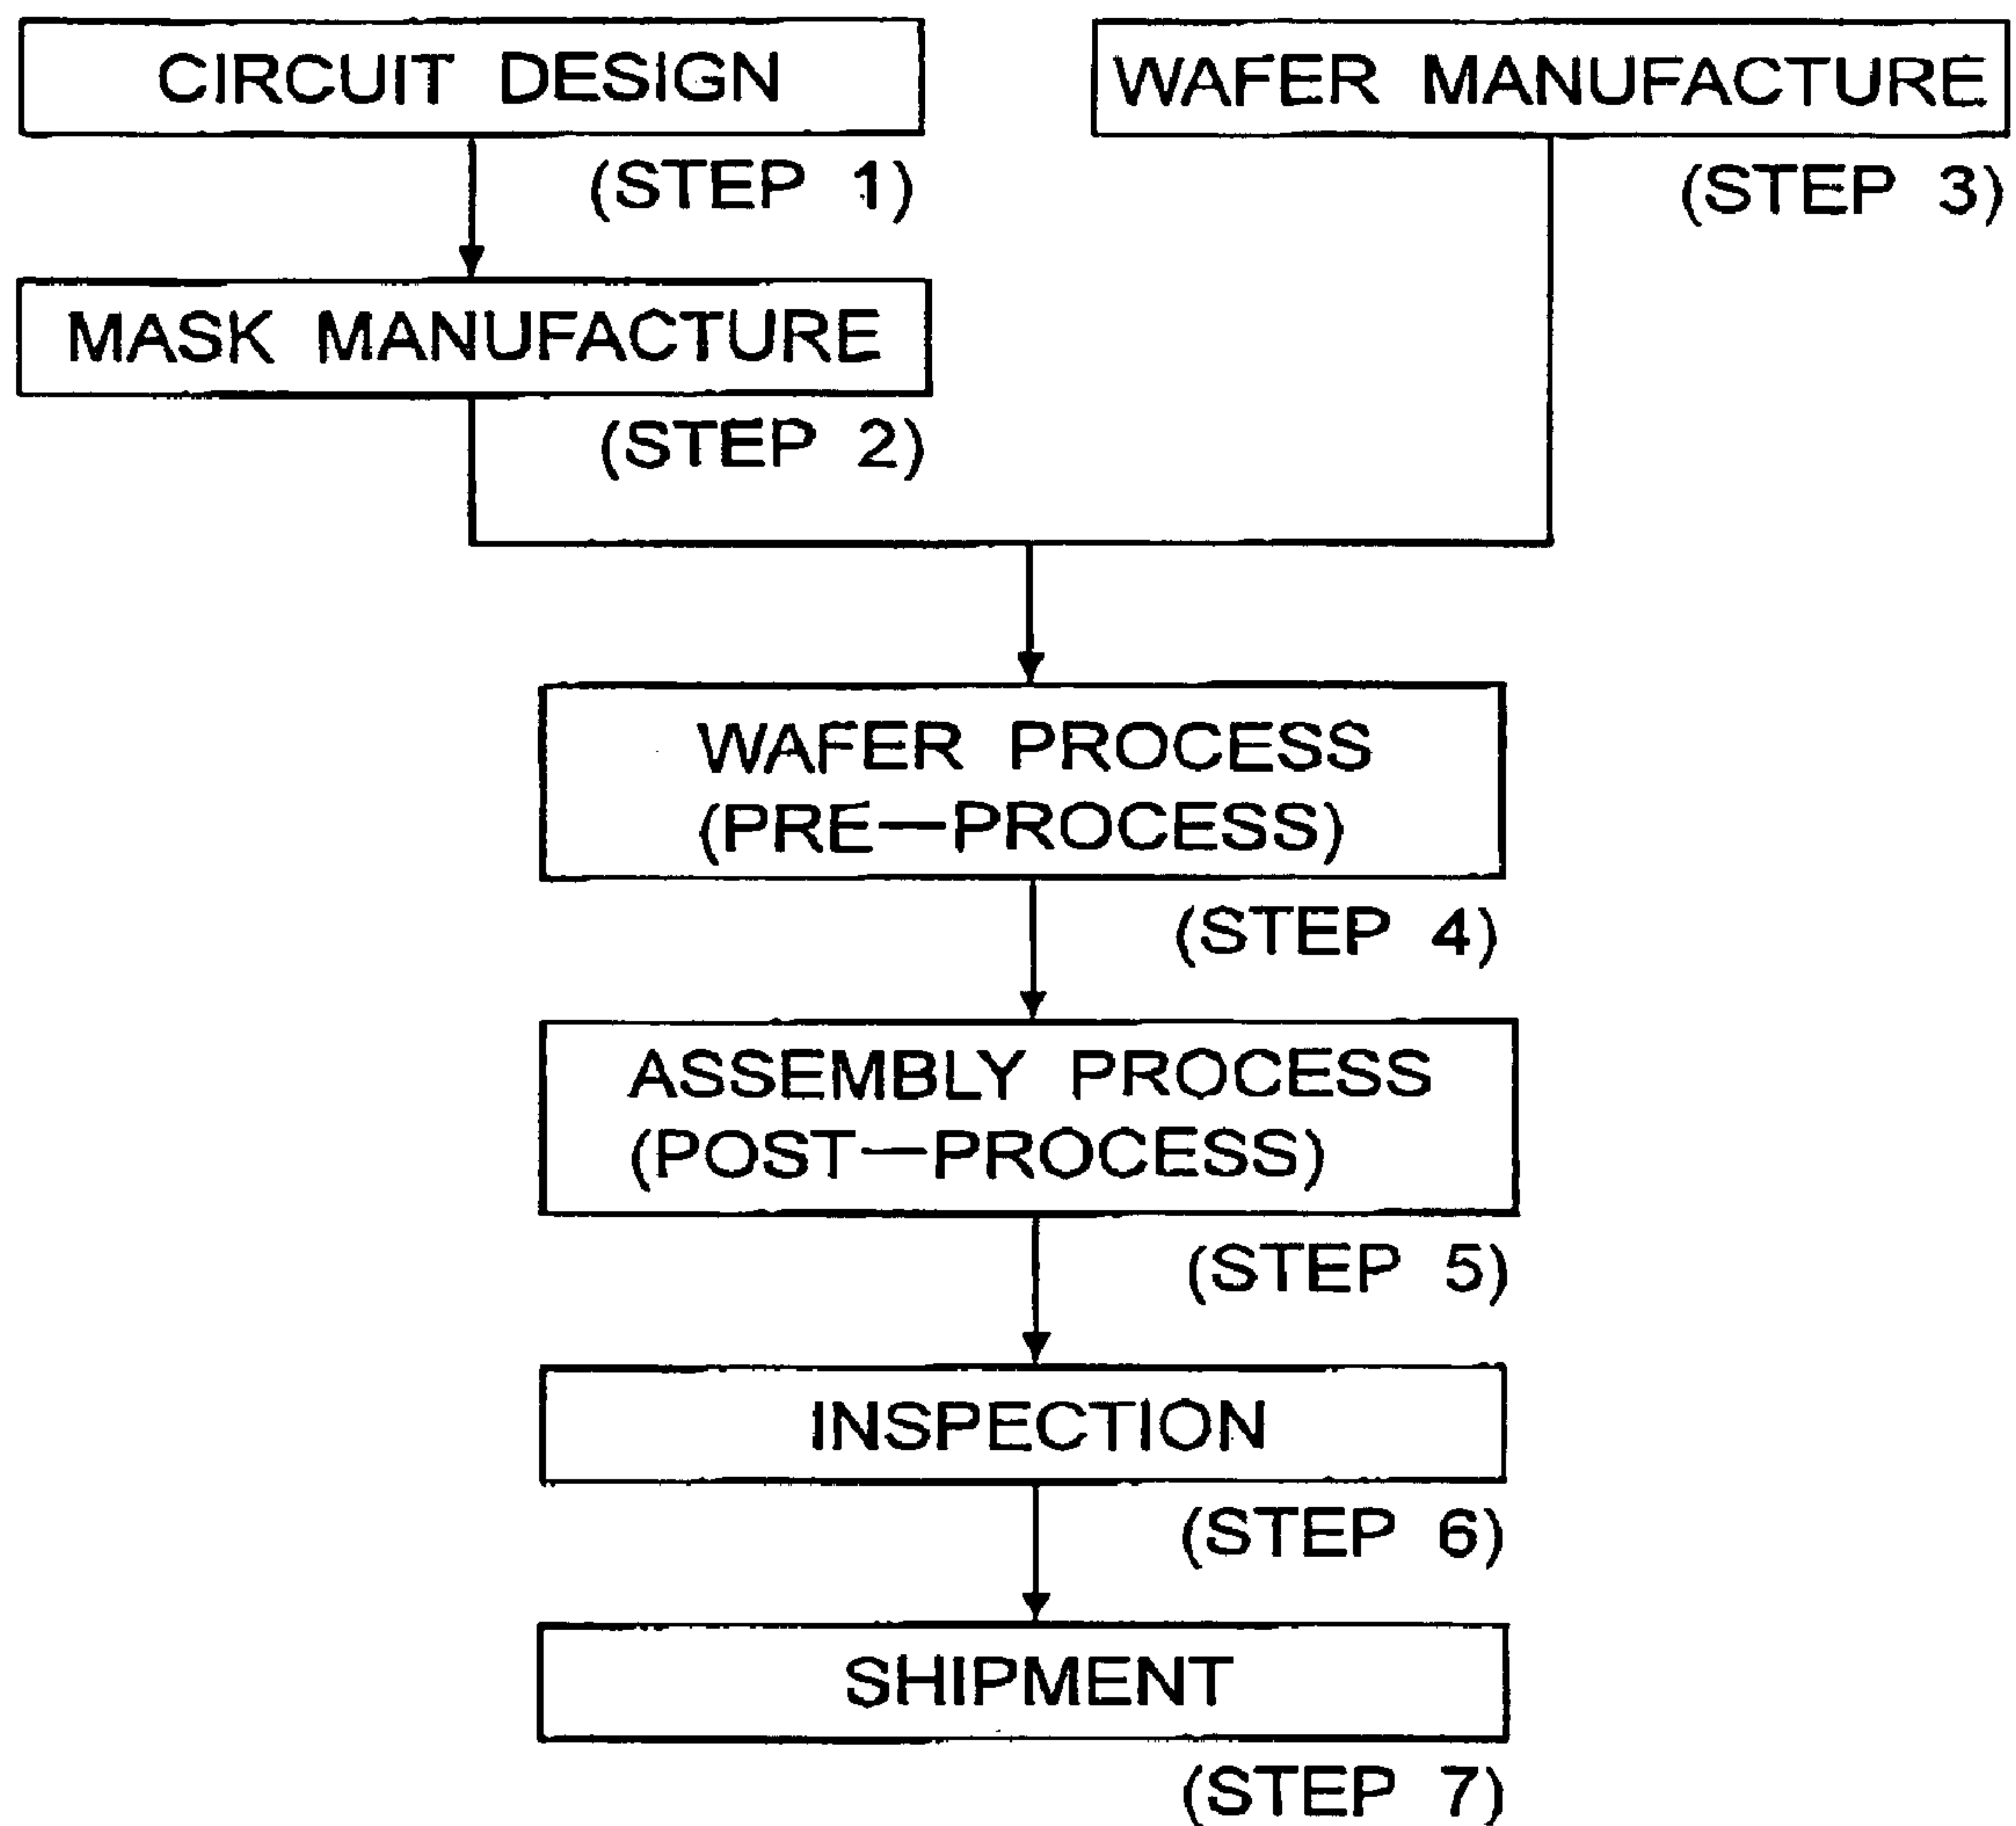 CIRCUIT DESIGN
(STEP 1)
WAFER MANUFACTURE
(STEP 3)
MASK MANUFACTURE
(STEP 2)
WAFER PROCESS
(PRE—PROCESS)
(STEP 4)
ASSEMBLY PROCESS
(POST—PROCESS)
(STEP 5)
INSPECTION
(STEP 6)
SHIPMENT
(STEP 7)